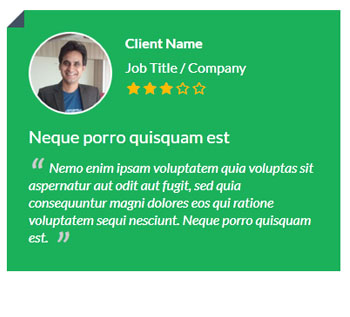 Client Name
Job Title / Company
Neque porro quisquam est
“ Nemo enim ipsam voluptatem quia voluptas sit
aspernatur aut odit aut fugit, sed quia
consequuntur magni dolores eos qui ratione
voluptatem sequi nesciunt. Neque porro quisquam
est. ”